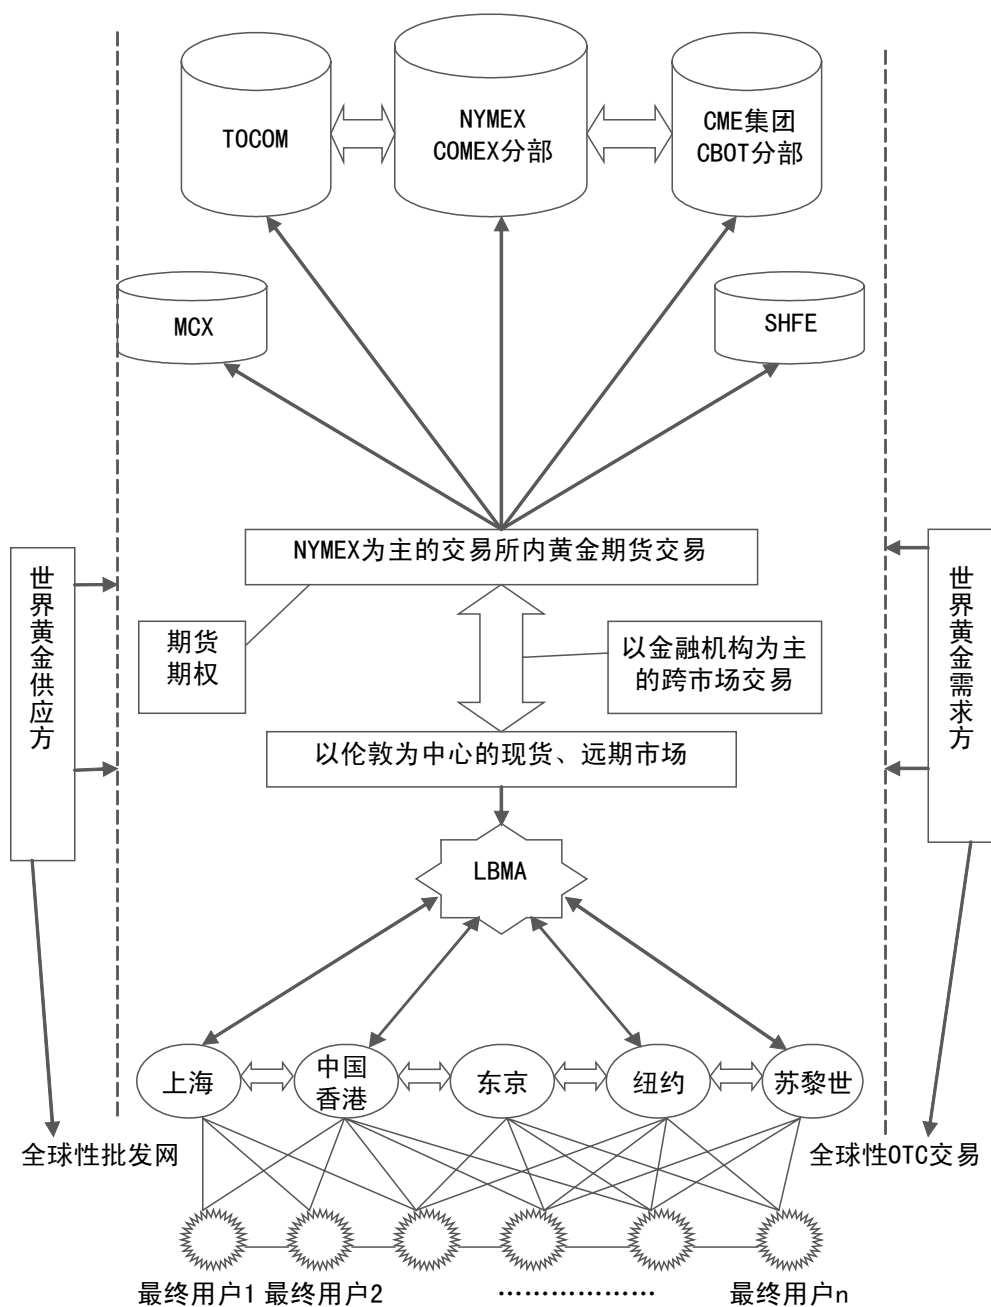 TOCOM
NYMEX
COMEX分部
CME集团
CBOT分部
MCX
SHFE
NYMEX为主的交易所内黄金期货交易
世界黄金供应方
世界黄金需求方
期货
期权
以金融机构为主
的跨市场交易
以伦敦为中心的现货、远期市场
LBMA
上海
中国
香港
东京
纽约
苏黎世
全球性批发网
全球性OTC交易
最终用户1
最终用户2
………………
最终用户n